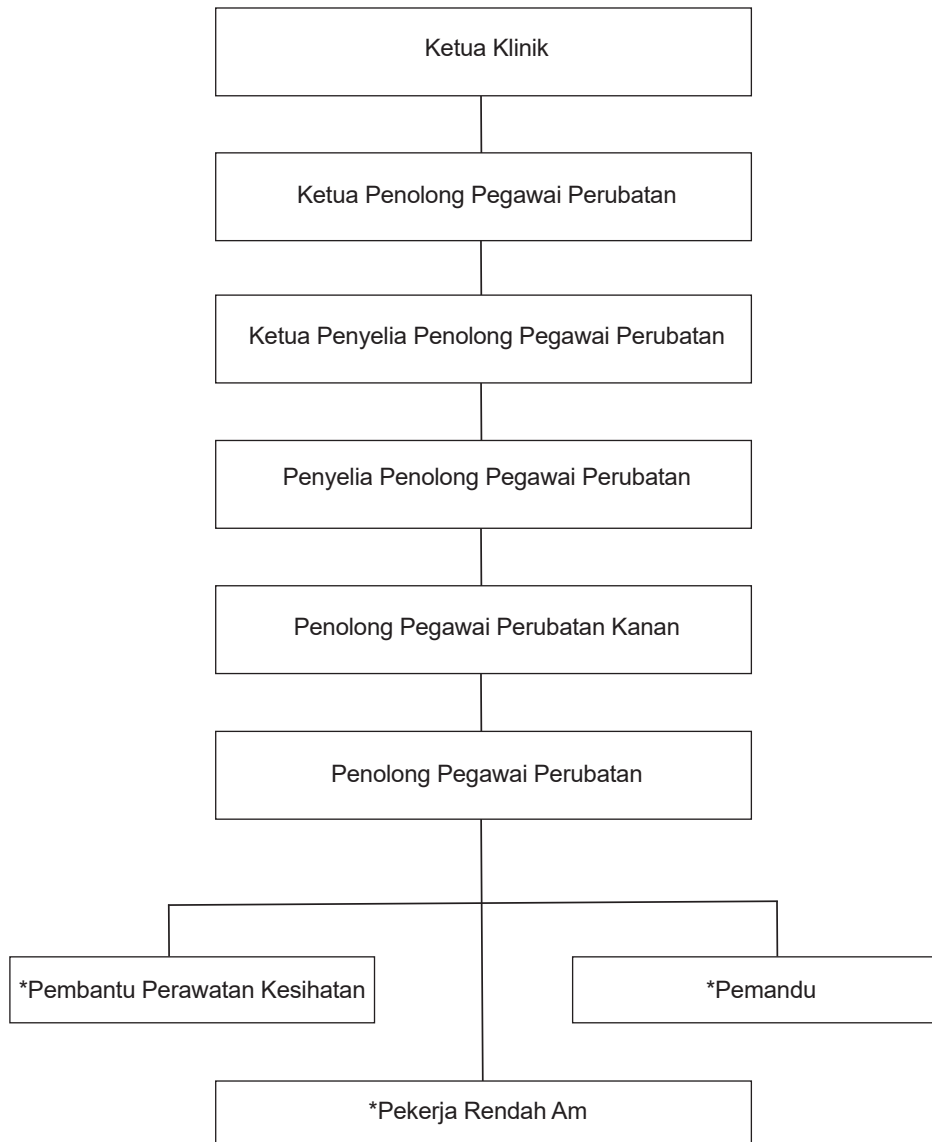 Ketua Klinik
Ketua Penolong Pegawai Perubatan
Ketua Penyelia Penolong Pegawai Perubatan
Penyelia Penolong Pegawai Perubatan
Penolong Pegawai Perubatan Kanan
Penolong Pegawai Perubatan
*Pembantu Perawatan Kesihatan
*Pemandu
*Pekerja Rendah Am